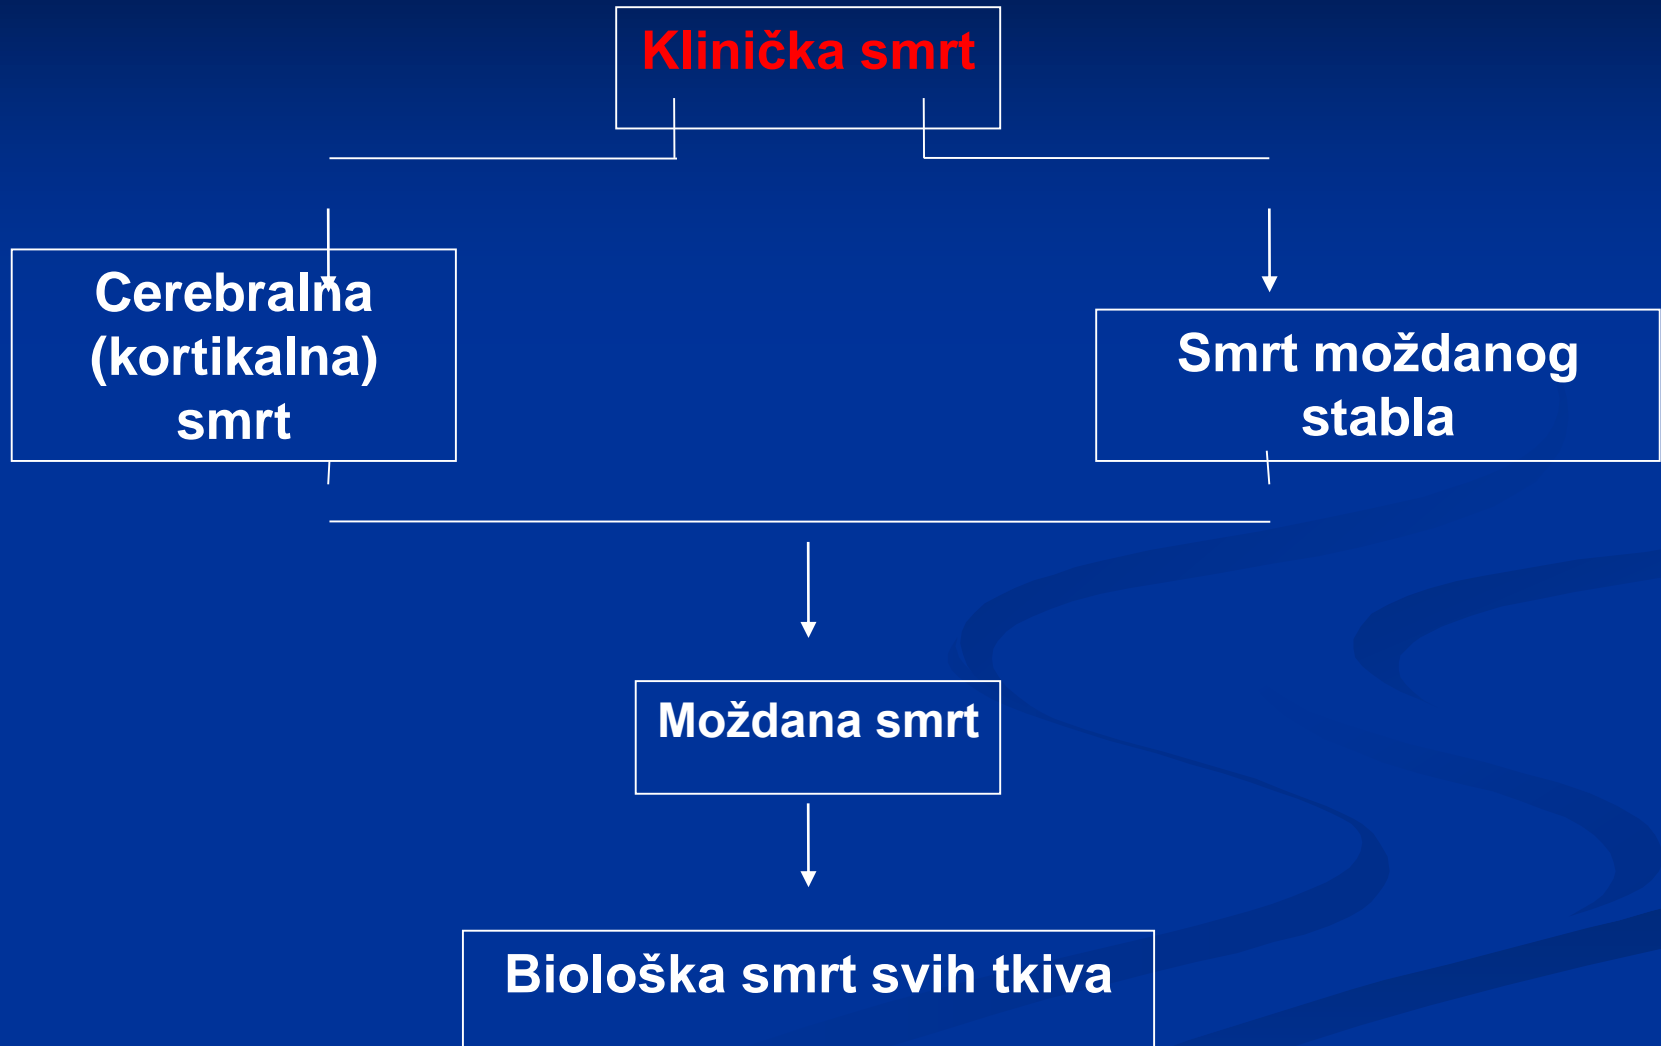 Klinička smrt
Cerebralna
(kortikalna)
smrt
Smrt moždanog
stabla
Moždana smrt
Biološka smrt svih tkiva